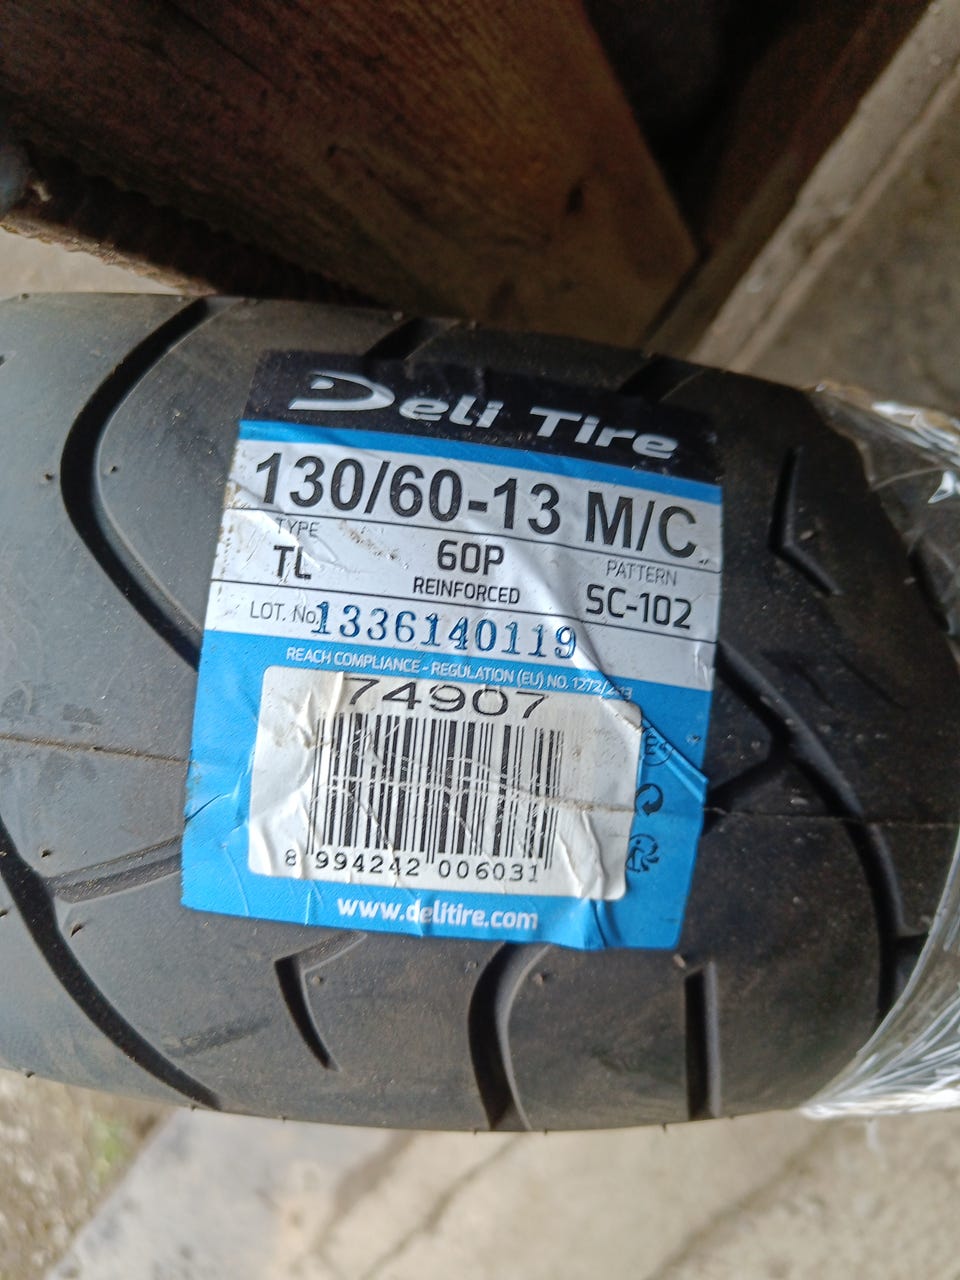 Deli Tire
130/60-13 M/C
TYPE
TL
60P
REINFORCED
PATTERN
SC-102
LOT. No.
1336140119
REACH COMPLIANCE - REGULATION (EU) NO. 1272/2013
74907
8 994242 006031
www.delitire.com